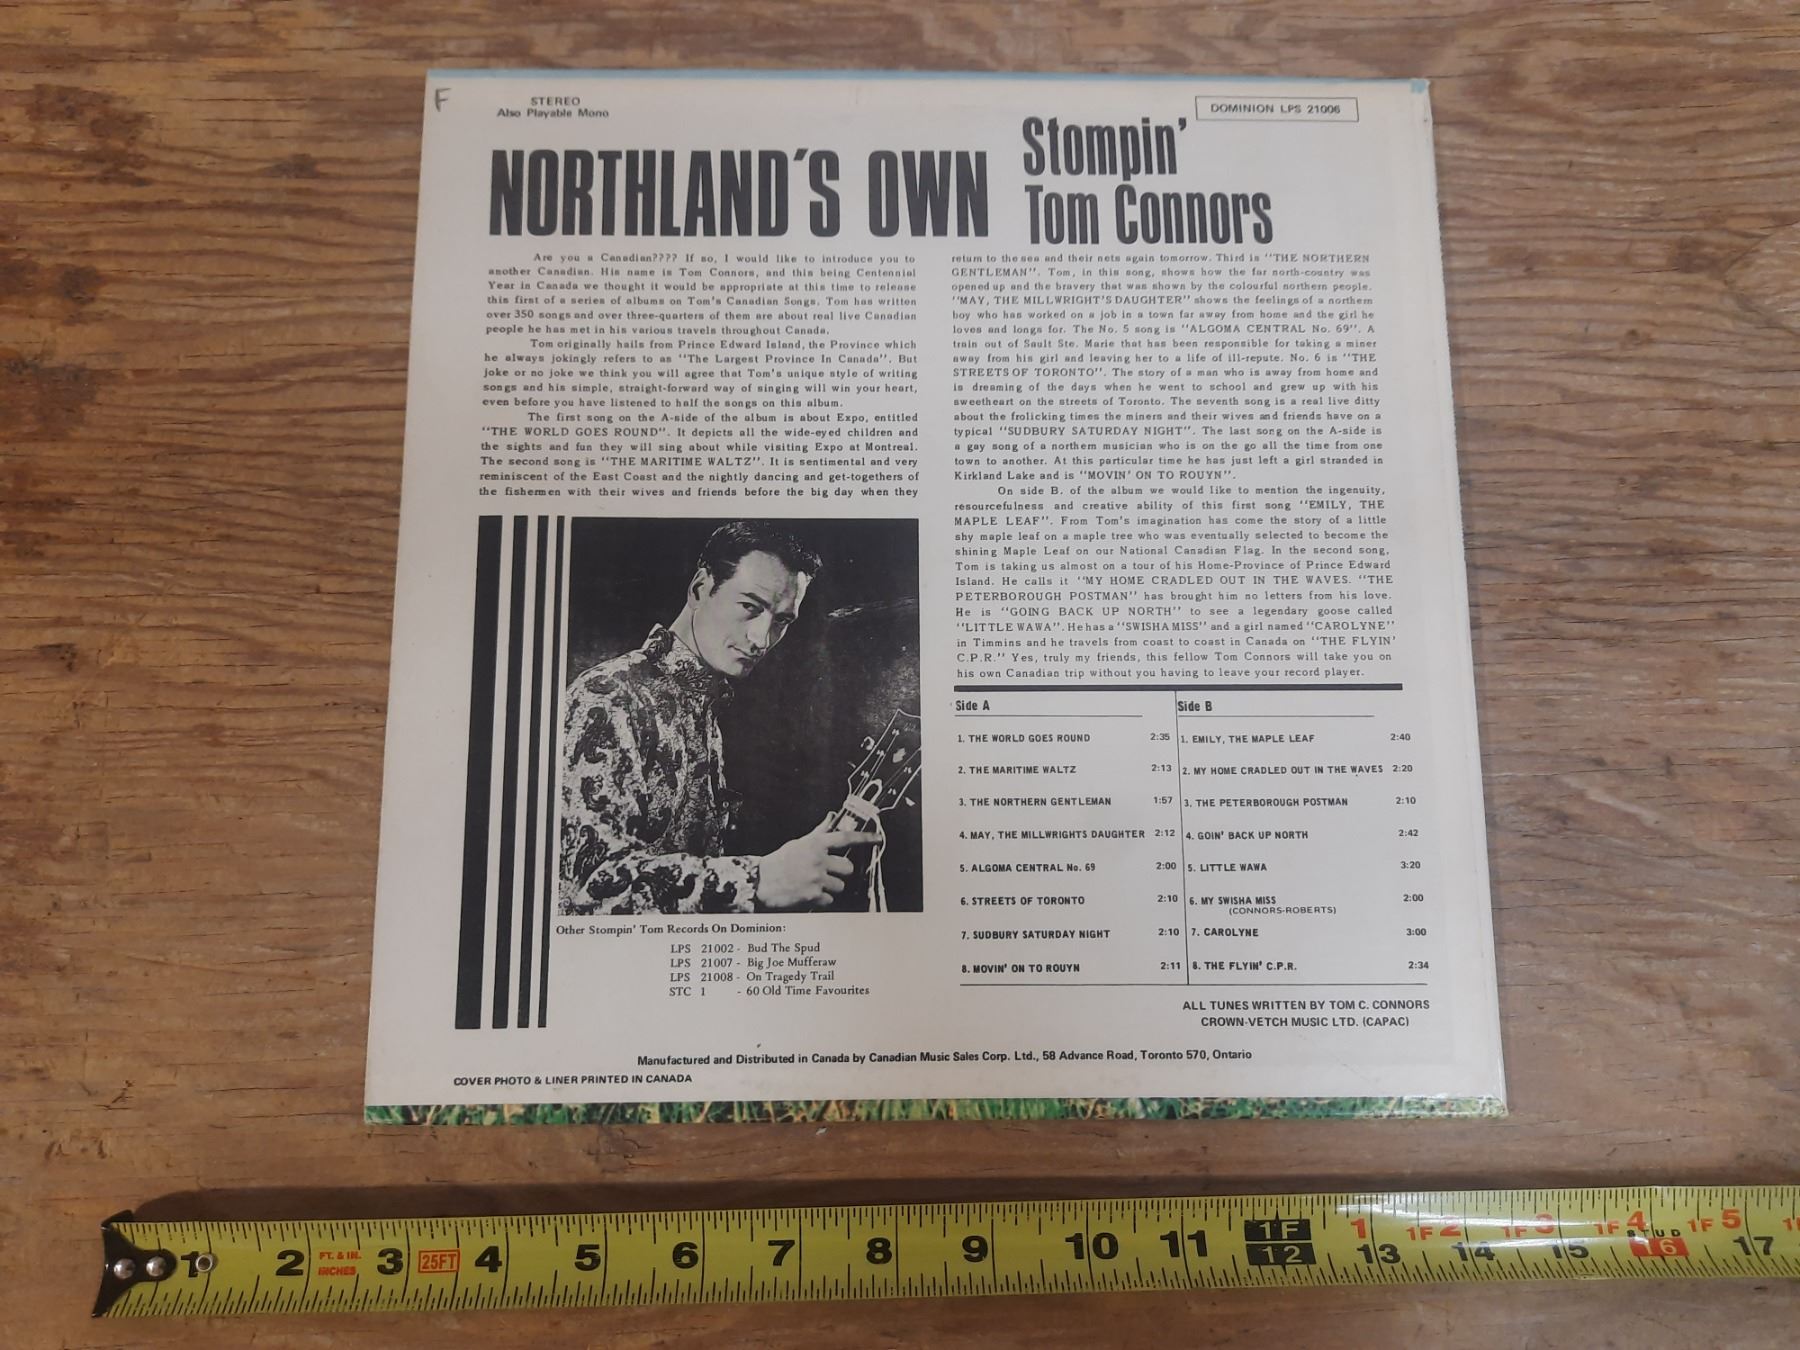 F
STEREO
Also Playable Mono
DOMINION LPS 21006
NORTHLAND'S OWN
Stompin'
Tom Connors
Are you a Canadian???? If so, I would like to introduce you to
another Canadian. His name is Tom Connors, and this being Centennial
Year in Canada we thought it would be appropriate at this time to release
this first of a series of albums on Tom's Canadian Songs. Tom has written
over 350 songs and over three-quarters of them are about real live Canadian
people he has met in his various travels throughout Canada.
Tom originally hails from Prince Edward Island, the Province which
he always jokingly refers to as "The Largest Province In Canada". But
joke or no joke we think you will agree that Tom's unique style of writing
songs and his simple, straight-forward way of singing will win your heart,
even before you have listened to half the songs on this album.
The first song on the A-side of the album is about Expo, entitled
"THE WORLD GOES ROUND". It depicts all the wide-eyed children and
the sights and fun they will sing about while visiting Expo at Montreal.
The second song is "THE MARITIME WALTZ". It is sentimental and very
reminiscent of the East Coast and the nightly dancing and get-togethers of
the fishermen with their wives and friends before the big day when they
return to the sea and their nets again tomorrow. Third is "THE NORTHERN
GENTLEMAN". Tom, in this song, shows how the far north-country was
opened up and the bravery that was shown by the colourful northern people.
"MAY, THE MILLWRIGHT'S DAUGHTER" shows the feelings of a northern
boy who has worked on a job in a town far away from home and the girl he
loves and longs for. The No. 5 song is "ALGOMA CENTRAL No. 69". A
train out of Sault Ste. Marie that has been responsible for taking a miner
away from his girl and leaving her to a life of ill-repute. No. 6 is "THE
STREETS OF TORONTO". The story of a man who is away from home and
is dreaming of the days when he went to school and grew up with his
sweetheart on the streets of Toronto. The seventh song is a real live ditty
about the frolicking times the miners and their wives and friends have on a
typical "SUDBURY SATURDAY NIGHT". The last song on the A-side is
a gay song of a northern musician who is on the go all the time from one
town to another. At this particular time he has just left a girl stranded in
Kirkland Lake and is "MOVIN' ON TO ROUYN".
On side B. of the album we would like to mention the ingenuity,
resourcefulness and creative ability of this first song "EMILY, THE
MAPLE LEAF". From Tom's imagination has come the story of a little
shy maple leaf on a maple tree who was eventually selected to become the
shining Maple Leaf on our National Canadian Flag. In the second song,
Tom is taking us almost on a tour of his Home-Province of Prince Edward
Island. He calls it "MY HOME CRADLED OUT IN THE WAVES. "THE
PETERBOROUGH POSTMAN" has brought him no letters from his love.
He is "GOING BACK UP NORTH" to see a legendary goose called
"LITTLE WAWA". He has a "SWISHA MISS" and a girl named "CAROLYNE"
in Timmins and he travels from coast to coast in Canada on "THE FLYIN'
C.P.R." Yes, truly my friends, this fellow Tom Connors will take you on
his own Canadian trip without you having to leave your record player.
Other Stompin' Tom Records On Dominion:
LPS 21002 - Bud The Spud
LPS 21007 - Big Joe Mufferaw
LPS 21008 - On Tragedy Trail
STC 1 - 60 Old Time Favourites
Side A
1. THE WORLD GOES ROUND 2:35
2. THE MARITIME WALTZ 2:13
3. THE NORTHERN GENTLEMAN 1:57
4. MAY, THE MILLWRIGHTS DAUGHTER 2:12
5. ALGOMA CENTRAL No. 69 2:00
6. STREETS OF TORONTO 2:10
7. SUDBURY SATURDAY NIGHT 2:10
8. MOVIN' ON TO ROUYN 2:11
Side B
1. EMILY, THE MAPLE LEAF 2:40
2. MY HOME CRADLED OUT IN THE WAVES 2:20
3. THE PETERBOROUGH POSTMAN 2:10
4. GOIN' BACK UP NORTH 2:42
5. LITTLE WAWA 3:20
6. MY SWISHA MISS 2:00
(CONNORS-ROBERTS)
7. CAROLYNE 3:00
8. THE FLYIN' C.P.R. 2:34
ALL TUNES WRITTEN BY TOM C. CONNORS
CROWN-VETCH MUSIC LTD. (CAPAC)
Manufactured and Distributed in Canada by Canadian Music Sales Corp. Ltd., 58 Advance Road, Toronto 570, Ontario
COVER PHOTO & LINER PRINTED IN CANADA
1F 1 1F 2 1F 3 1F 4 1F 5
STUD
1 2 FT. & IN. INCHES 3 25FT 4 5 6 7 8 9 10 11 12 13 14 15 16 17